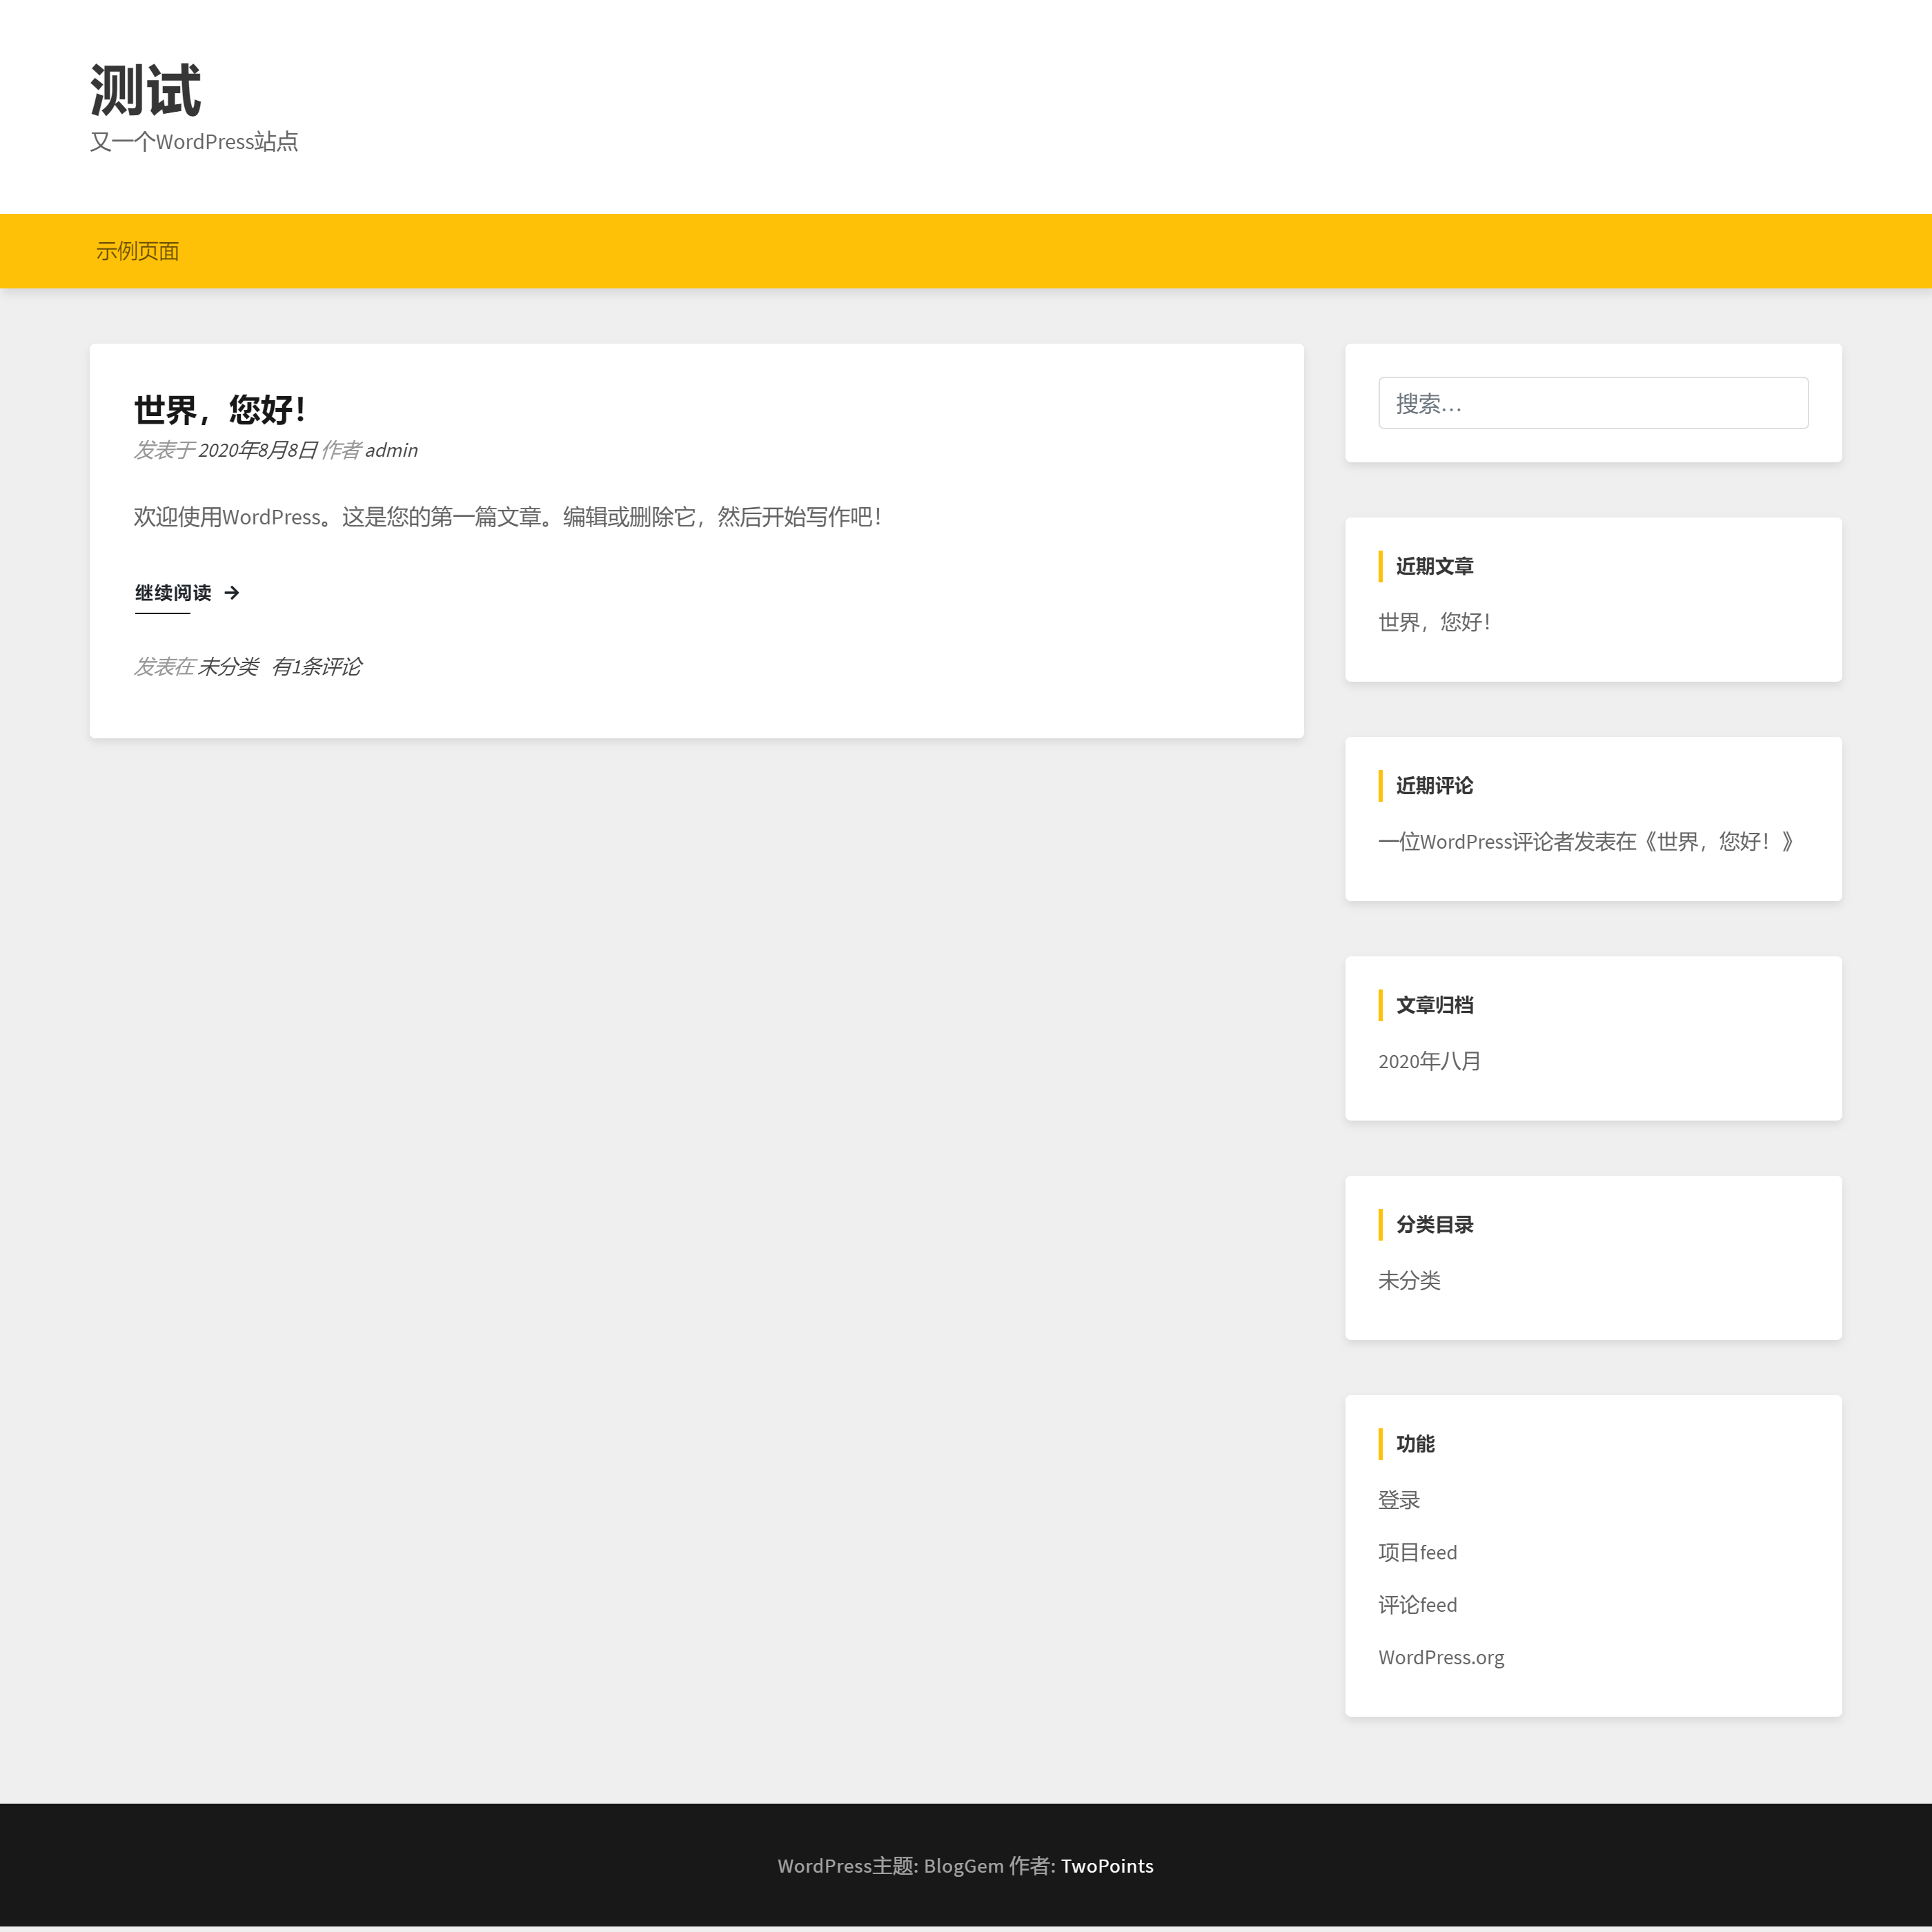 测试
又一个WordPress站点
示例页面
世界，您好！
发表于 2020年8月8日 作者 admin
欢迎使用WordPress。这是您的第一篇文章。编辑或删除它，然后开始写作吧！
继续阅读 →
发表在 未分类 有1条评论
搜索…
近期文章
世界，您好！
近期评论
一位WordPress评论者发表在《世界，您好！》
文章归档
2020年八月
分类目录
未分类
功能
登录
项目feed
评论feed
WordPress.org
WordPress主题: BlogGem 作者: TwoPoints